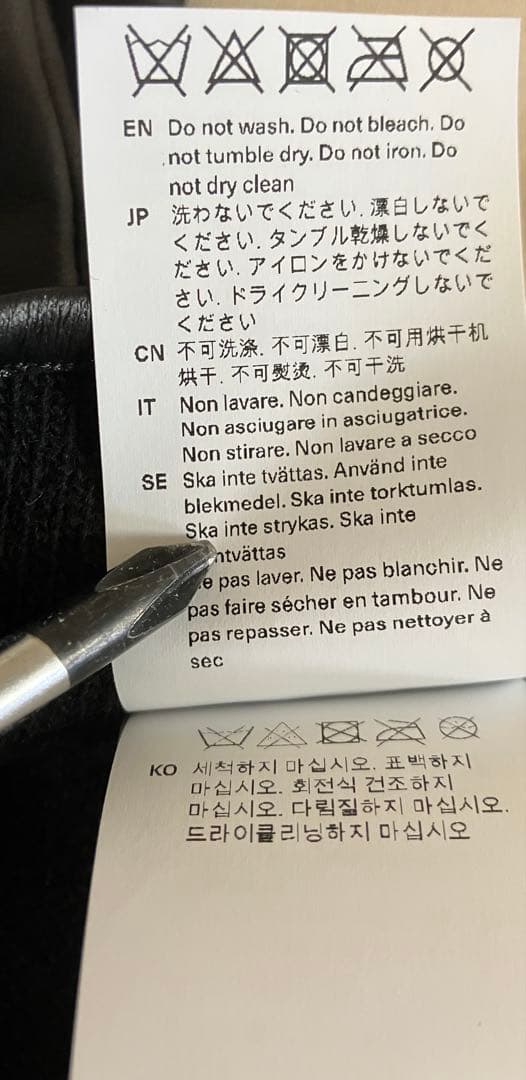 EN Do not wash. Do not bleach. Do
not tumble dry. Do not iron. Do
not dry clean
JP 洗わないでください. 漂白しないで
ください. タンブル乾燥しないでく
ださい. アイロンをかけないでくだ
さい. ドライクリーニングしないで
ください
CN 不可洗涤. 不可漂白. 不可用烘干机
烘干. 不可熨烫. 不可干洗
IT Non lavare. Non candeggiare.
Non asciugare in asciugatrice.
Non stirare. Non lavare a secco
SE Ska inte tvättas. Använd inte
blekmedel. Ska inte torktumlas.
Ska inte strykas. Ska inte
pas laver. Ne pas blanchir. Ne
pas faire sécher en tambour. Ne
pas repasser. Ne pas nettoyer à
sec
KO 세척하지 마십시오. 표백하지
마십시오. 회전식 건조하지
마십시오. 다림질하지 마십시오.
드라이클리닝하지 마십시오